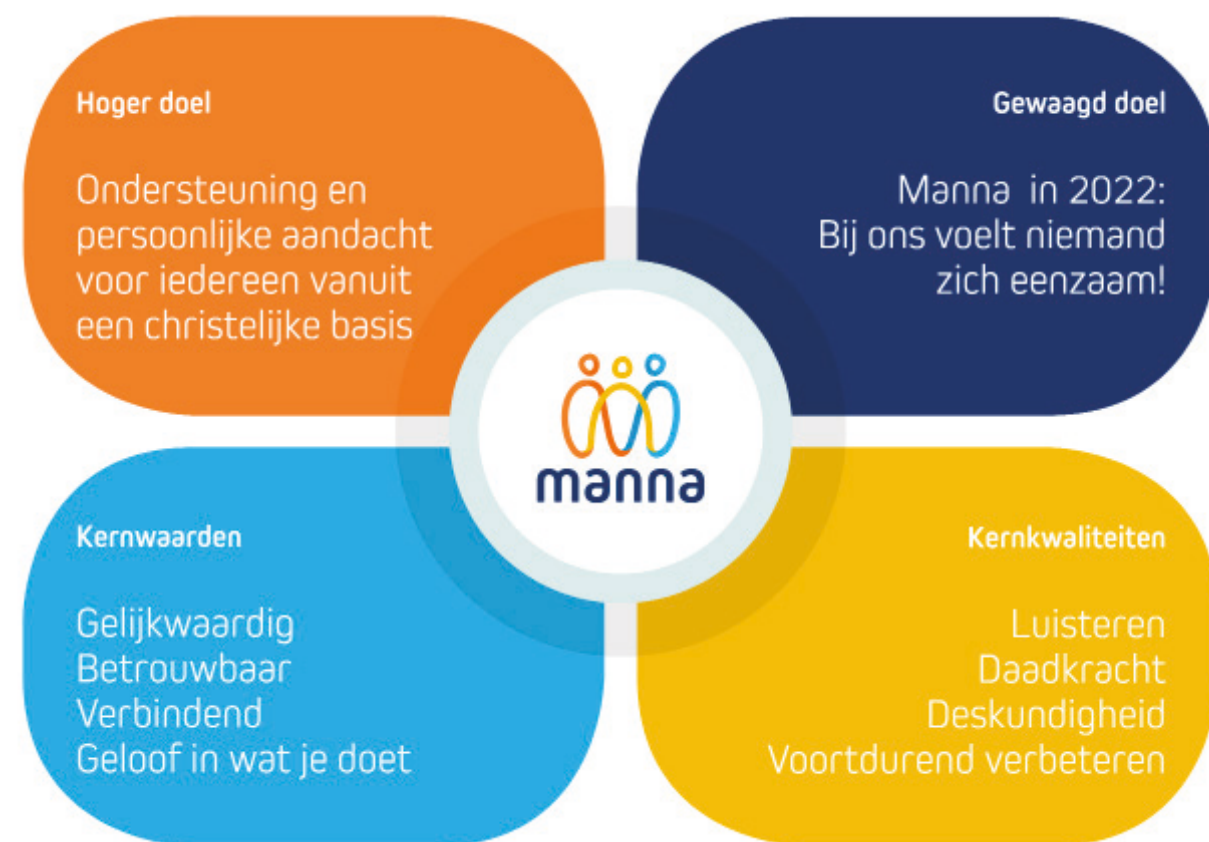 Hoger doel
Ondersteuning en
persoonlijke aandacht
voor iedereen vanuit
een christelijke basis
Gewaagd doel
Manna in 2022:
Bij ons voelt niemand
zich eenzaam!
manna
Kernwaarden
Gelijkwaardig
Betrouwbaar
Verbindend
Geloof in wat je doet
Kernkwaliteiten
Luisteren
Daadkracht
Deskundigheid
Voortdurend verbeteren